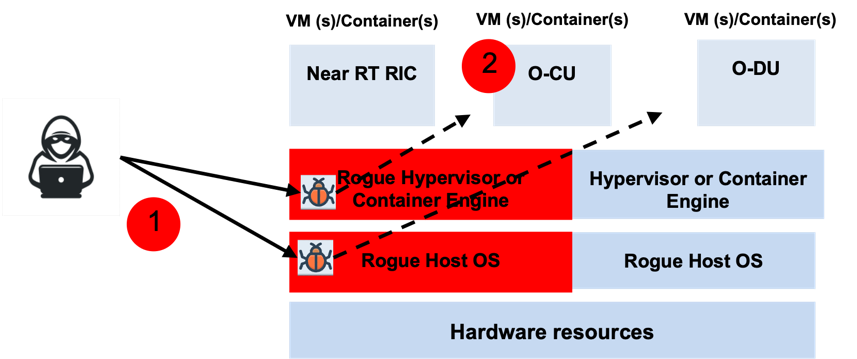 VM (s)/Container(s)
VM (s)/Container(s)
VM (s)/Container(s)
Near RT RIC
2
O-CU
O-DU
Rogue Hypervisor or
Container Engine
Hypervisor or Container
Engine
1
Rogue Host OS
Rogue Host OS
Hardware resources